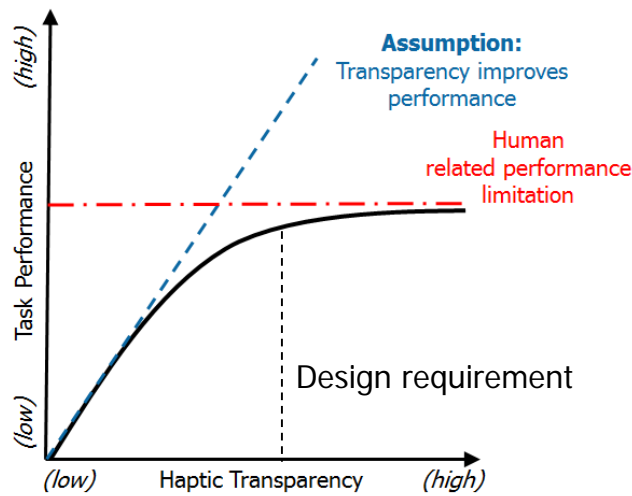 (high)
Assumption:
Transparency improves
performance
Human
related performance
limitation
Task Performance
Design requirement
(low)
(low)
Haptic Transparency
(high)